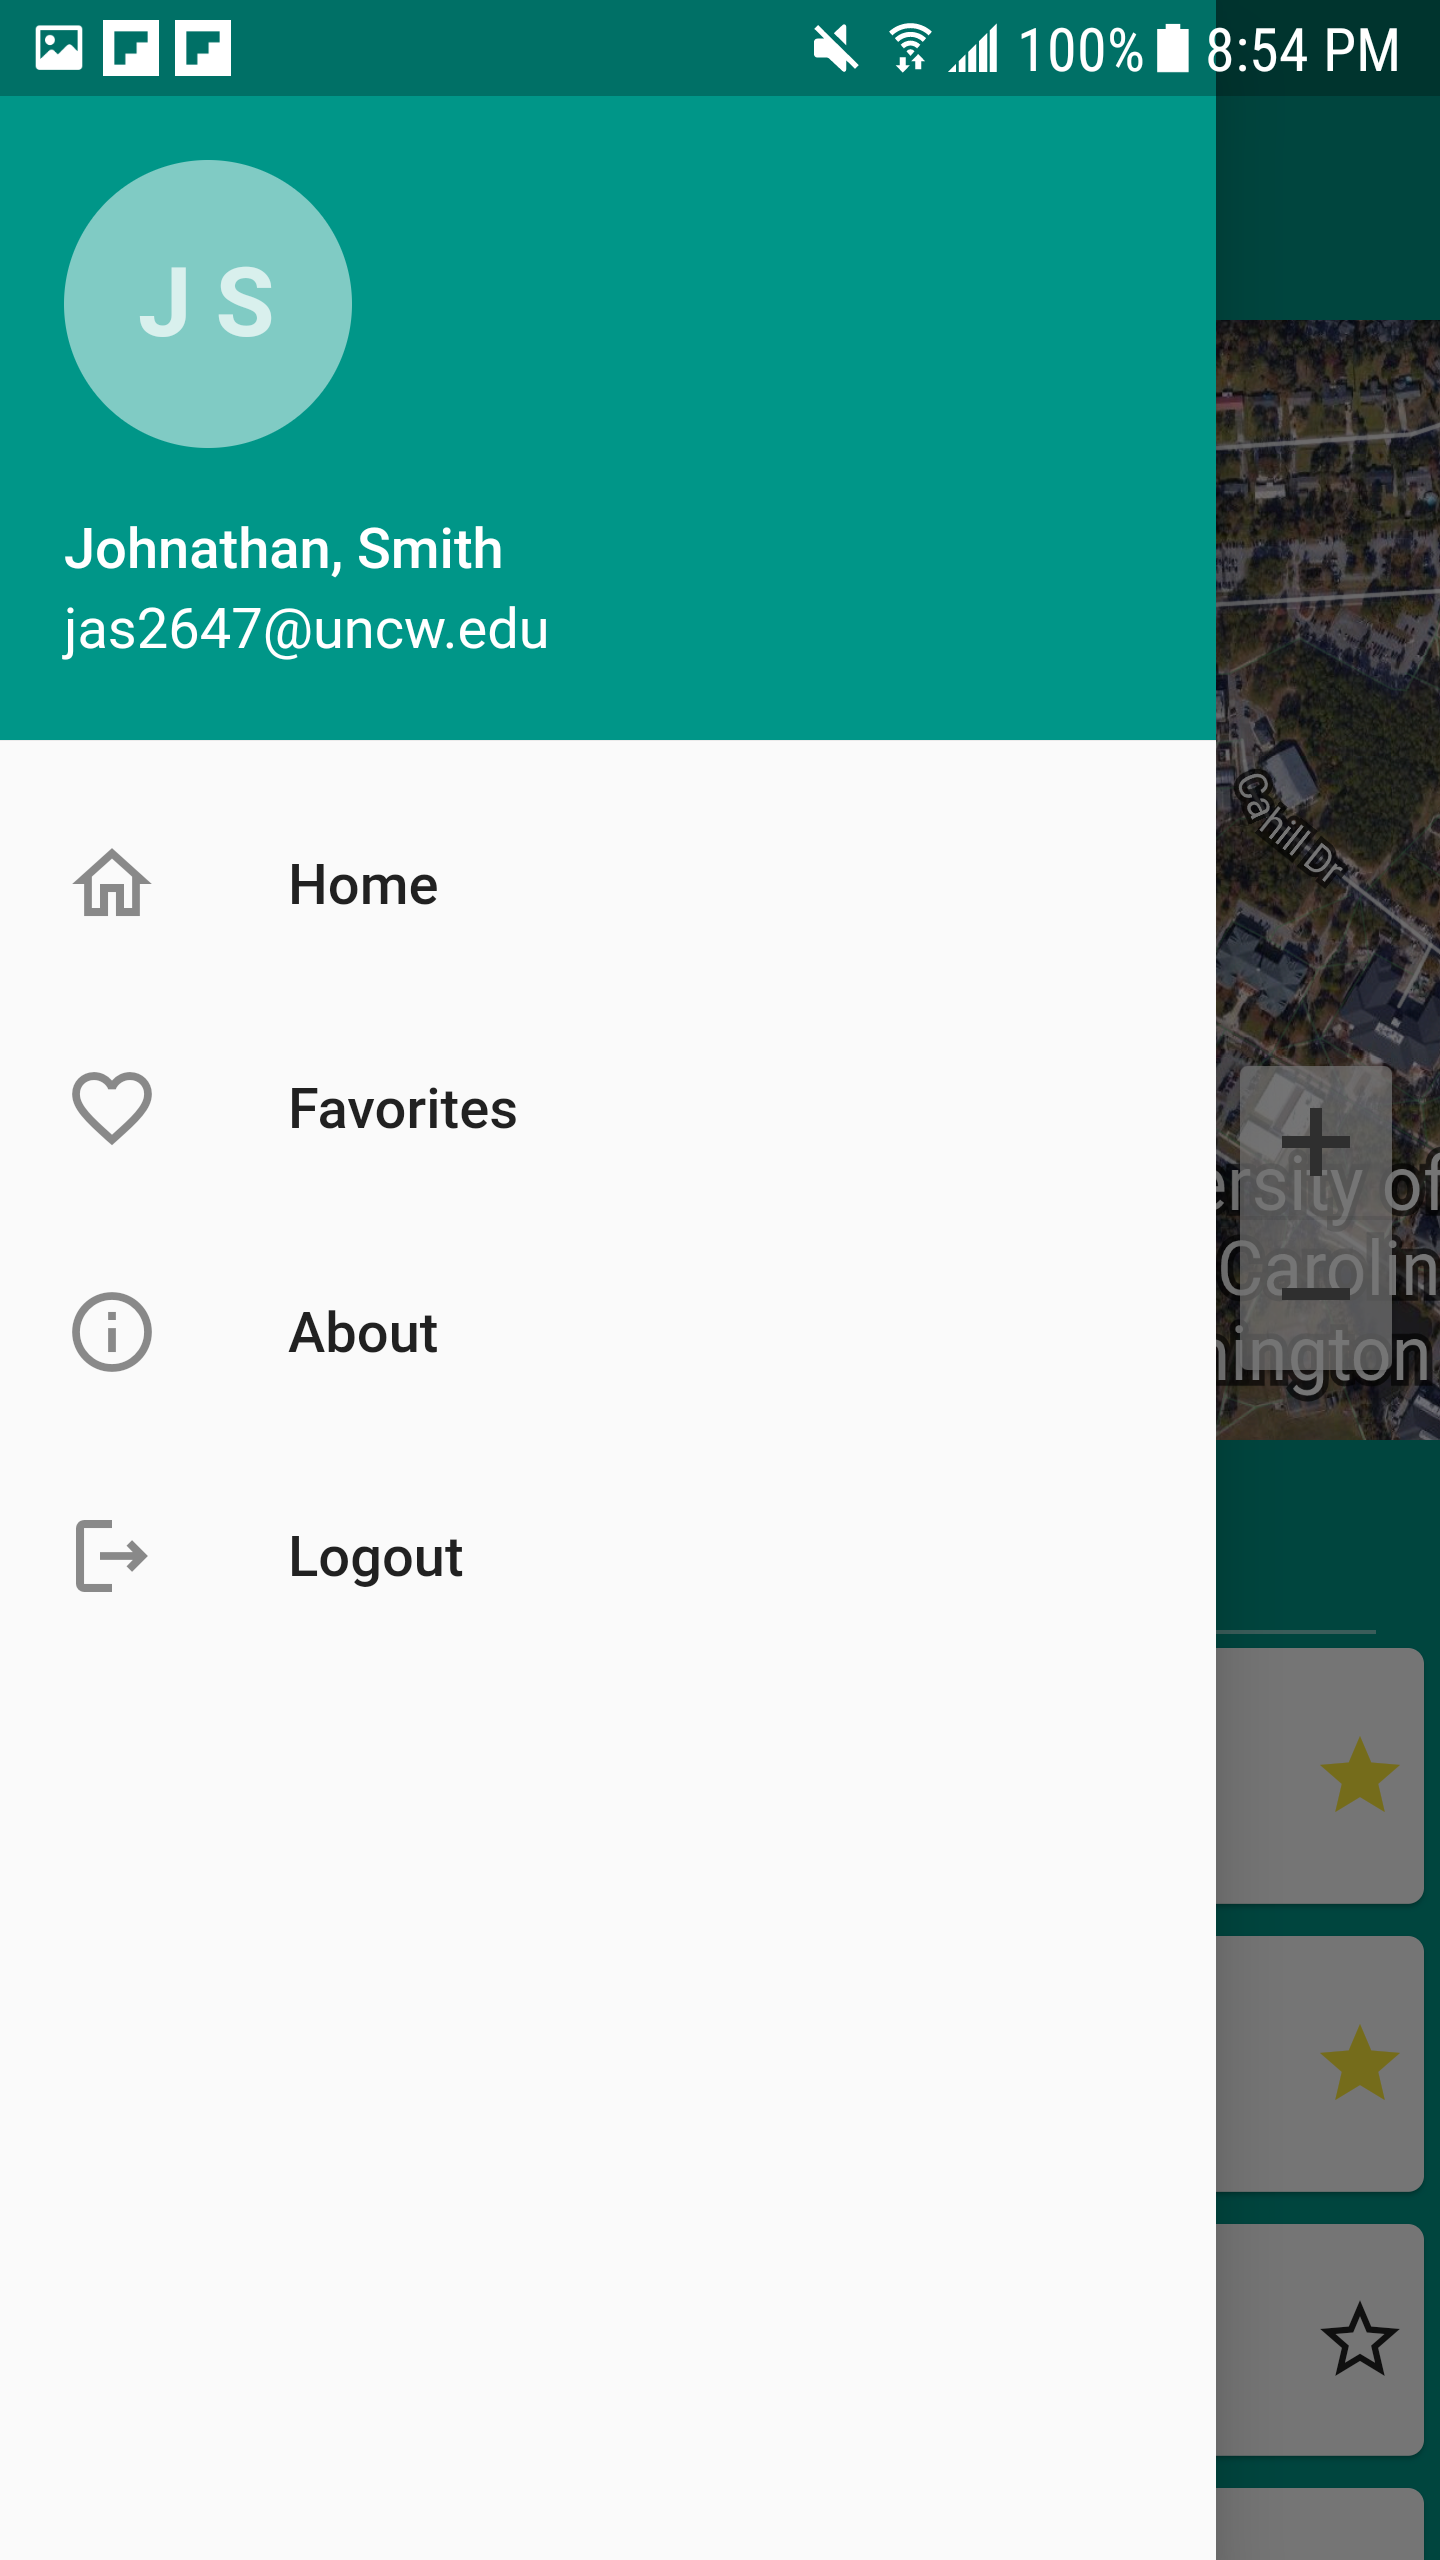 100% 8:54 PM
J S
Johnathan, Smith
jas2647@uncw.edu
Home
Favorites
About
Logout
Cahill Dr
ersity of
Carolin
ington